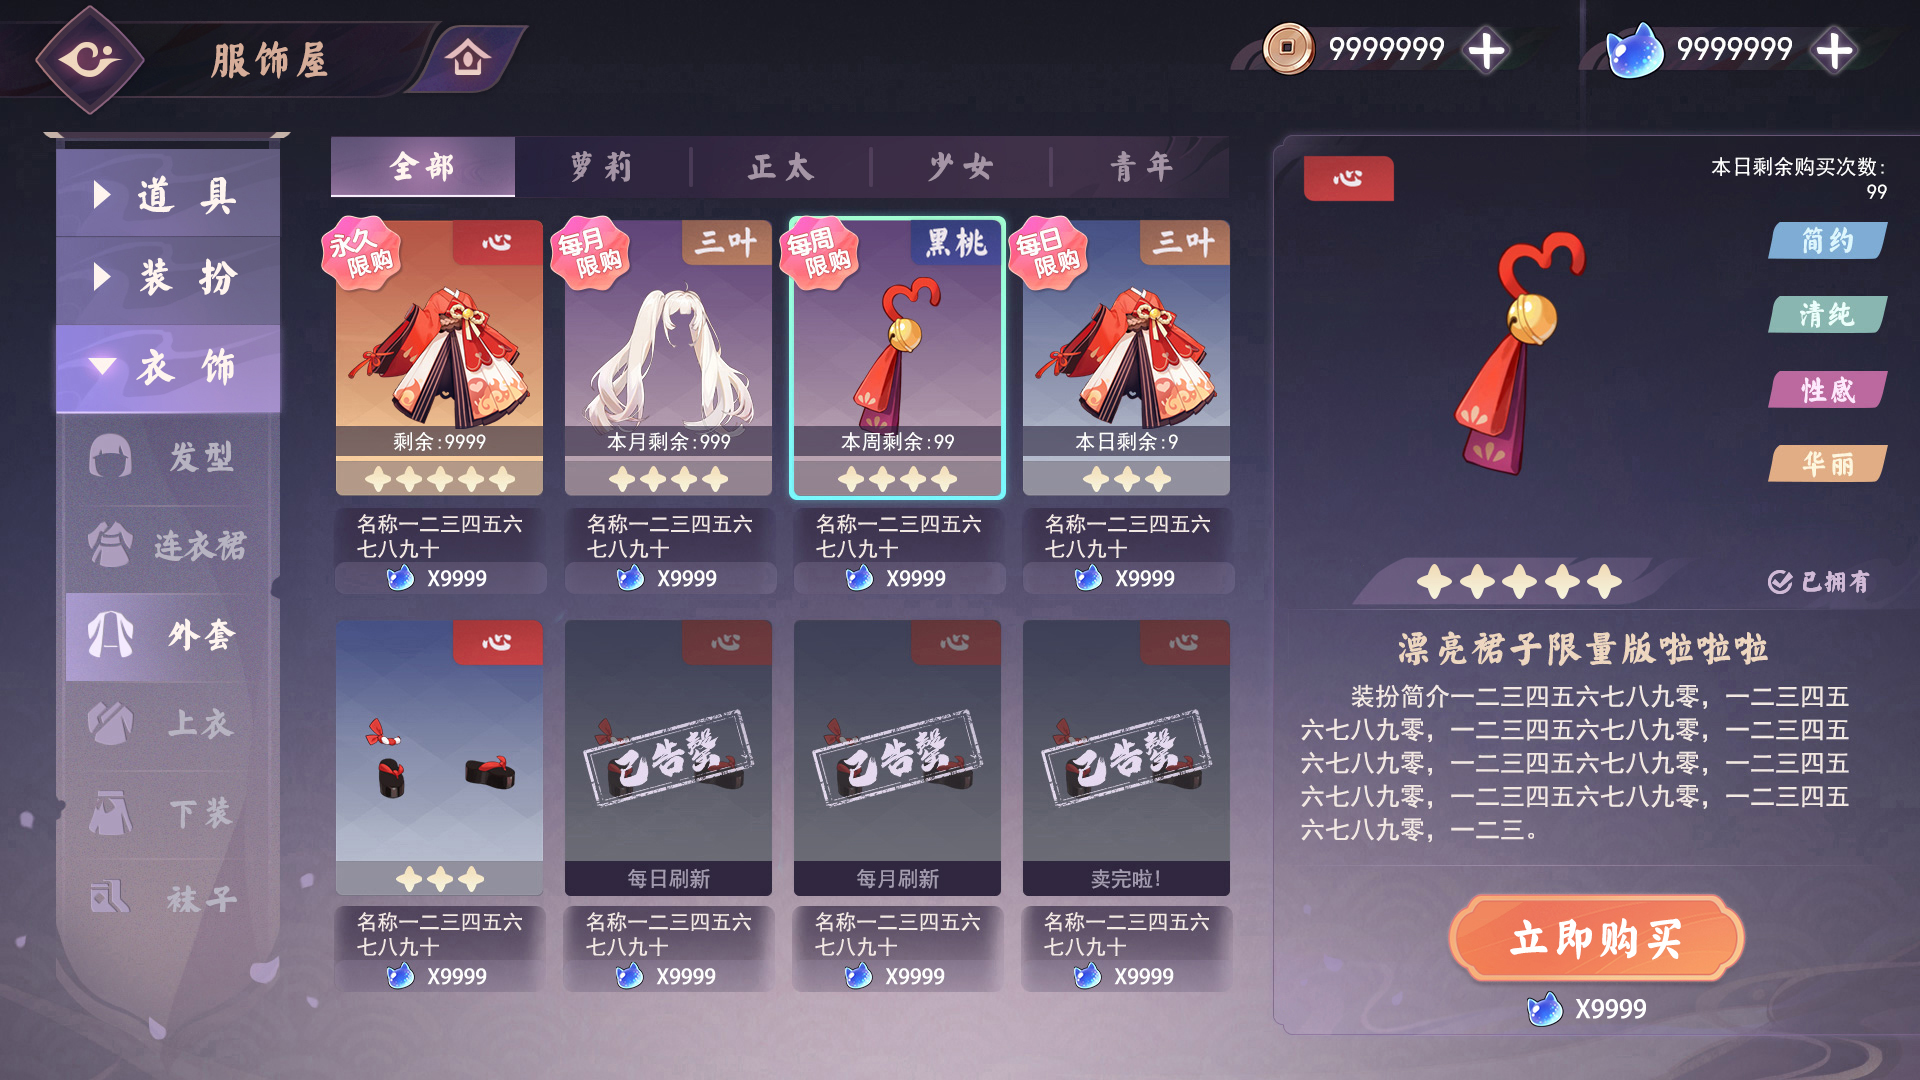 服饰屋
9999999
9999999
道具
装扮
衣饰
发型
连衣裙
外套
上衣
下装
袜子
全部
萝莉
正太
少女
青年
永久
限购
心
剩余:9999
名称一二三四五六
七八九十
X9999
每月
限购
三叶
本月剩余:999
名称一二三四五六
七八九十
X9999
每周
限购
黑桃
本周剩余:99
名称一二三四五六
七八九十
X9999
每日
限购
三叶
本日剩余:9
名称一二三四五六
七八九十
X9999
心
名称一二三四五六
七八九十
X9999
心
已告罄
每日刷新
名称一二三四五六
七八九十
X9999
心
已告罄
每月刷新
名称一二三四五六
七八九十
X9999
心
已告罄
卖完啦!
名称一二三四五六
七八九十
X9999
心
本日剩余购买次数:
99
简约
清纯
性感
华丽
已拥有
漂亮裙子限量版啦啦啦
装扮简介一二三四五六七八九零，一二三四五
六七八九零，一二三四五六七八九零，一二三四五
六七八九零，一二三四五六七八九零，一二三四五
六七八九零，一二三四五六七八九零，一二三四五
六七八九零，一二三。
立即购买
X9999